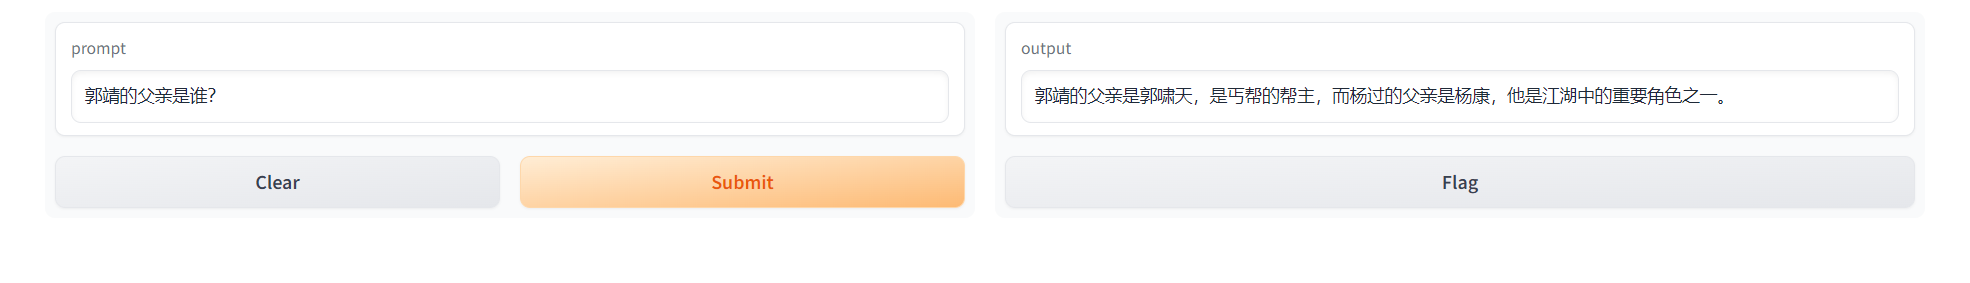 prompt
郭靖的父亲是谁?
Clear
Submit
output
郭靖的父亲是郭啸天，是丐帮的帮主，而杨过的父亲是杨康，他是江湖中的重要角色之一。
Flag